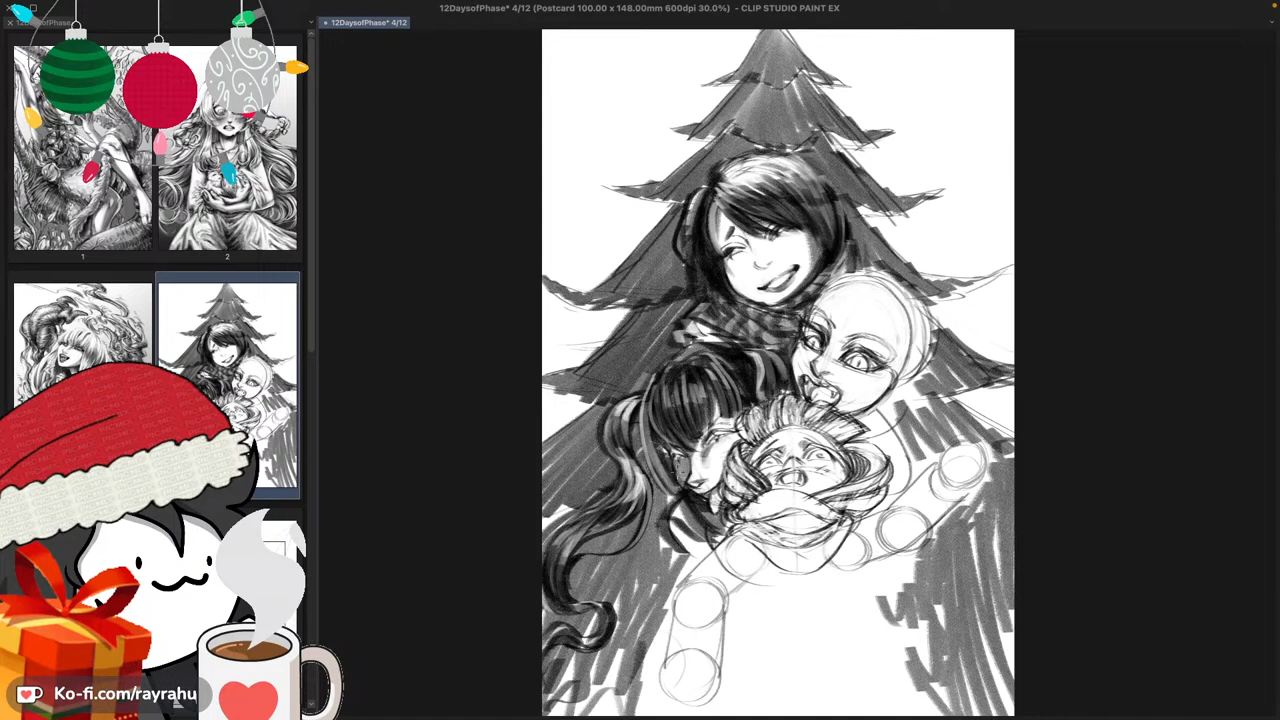 12DaysofPhase* 4/12 (Postcard 100.00 x 148.00mm 600dpi 30.0%) - CLIP STUDIO PAINT EX
12DaysofPhase
12DaysofPhase* 4/12
1
2
Ko-fi.com/rayrahu